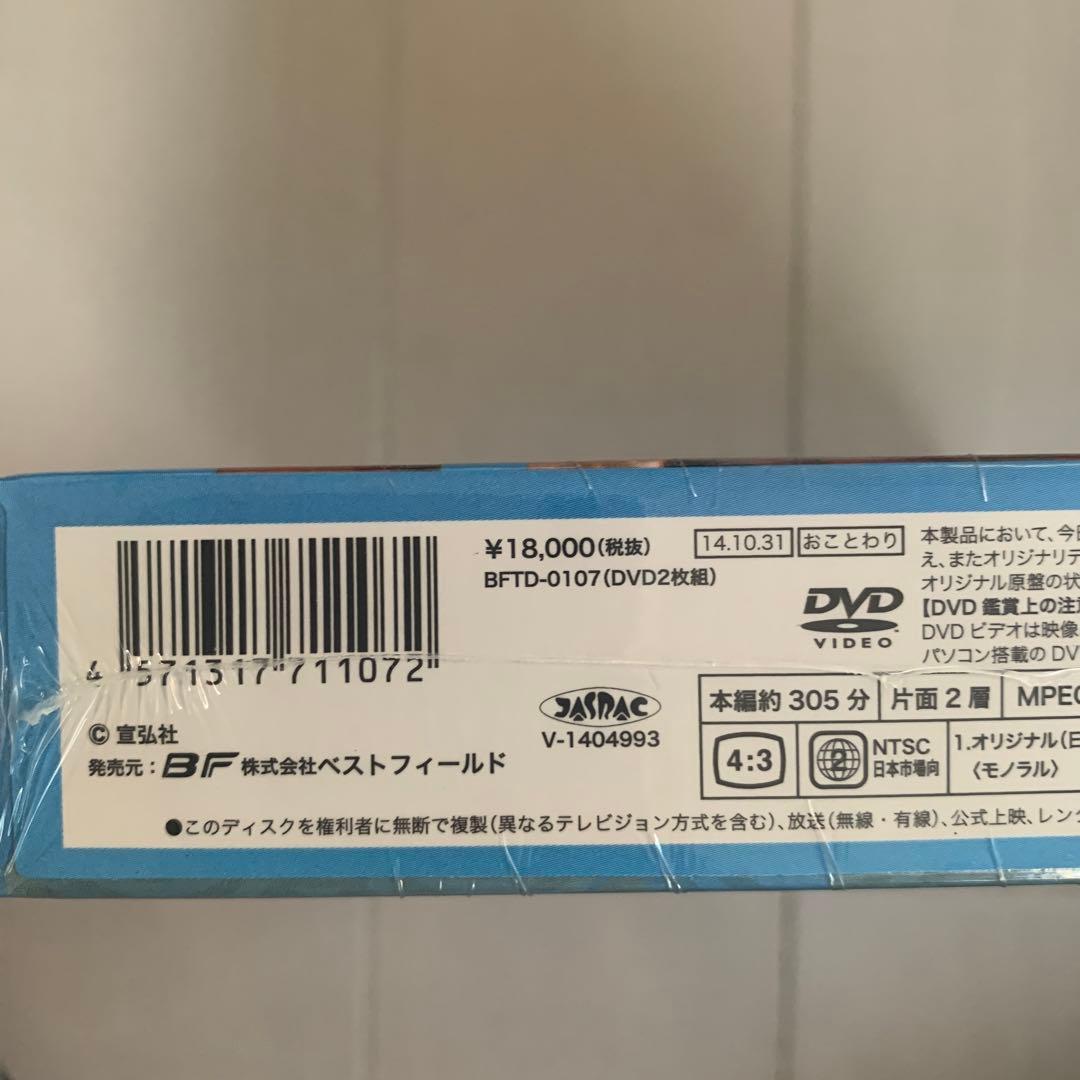 ¥18,000(税抜)
BFTD-0107(DVD2枚組)
14.10.31
おことわり
本製品において、今
え、またオリジナリテ
オリジナル原盤の状
【DVD 鑑賞上の注意
DVDビデオは映像
パソコン搭載のDV
DVD
VIDEO
4 571317 711072
© 宣弘社
発売元:BF 株式会社ベストフィールド
JASRAC
V-1404993
本編約 305 分
片面 2 層
MPEG
4:3
2
NTSC
日本市場向
1.オリジナル(日
〈モノラル〉
●このディスクを権利者に無断で複製(異なるテレビジョン方式を含む)、放送(無線・有線)、公式上映、レン